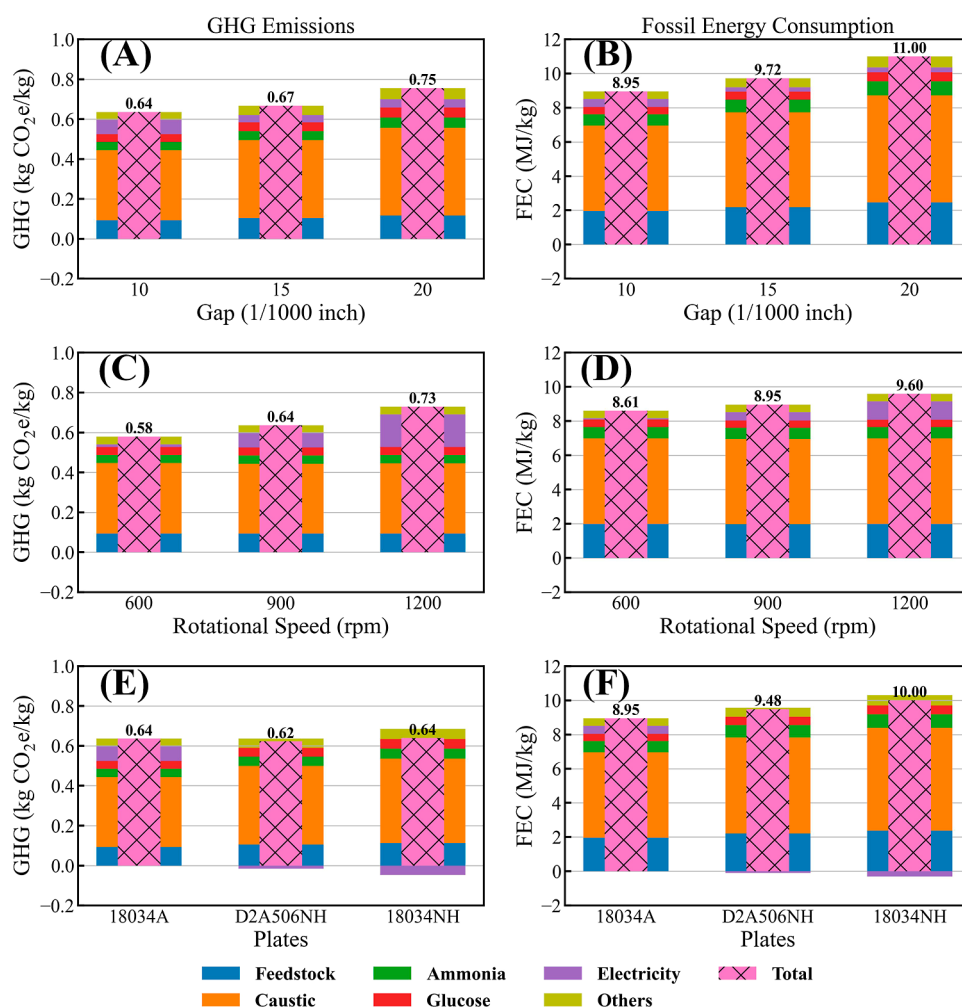 GHG Emissions
Fossil Energy Consumption
(A)
GHG (kg CO₂e/kg)
1.0
0.8
0.6
0.4
0.2
0.0
−0.2
0.64
0.67
0.75
10
15
20
Gap (1/1000 inch)
(B)
FEC (MJ/kg)
12
10
8
6
4
2
0
−2
8.95
9.72
11.00
10
15
20
Gap (1/1000 inch)
(C)
GHG (kg CO₂e/kg)
1.0
0.8
0.6
0.4
0.2
0.0
−0.2
0.58
0.64
0.73
600
900
1200
Rotational Speed (rpm)
(D)
FEC (MJ/kg)
12
10
8
6
4
2
0
−2
8.61
8.95
9.60
600
900
1200
Rotational Speed (rpm)
(E)
GHG (kg CO₂e/kg)
1.0
0.8
0.6
0.4
0.2
0.0
−0.2
0.64
0.62
0.64
18034A
D2A506NH
18034NH
Plates
(F)
FEC (MJ/kg)
12
10
8
6
4
2
0
−2
8.95
9.48
10.00
18034A
D2A506NH
18034NH
Plates
Feedstock
Ammonia
Electricity
Total
Caustic
Glucose
Others